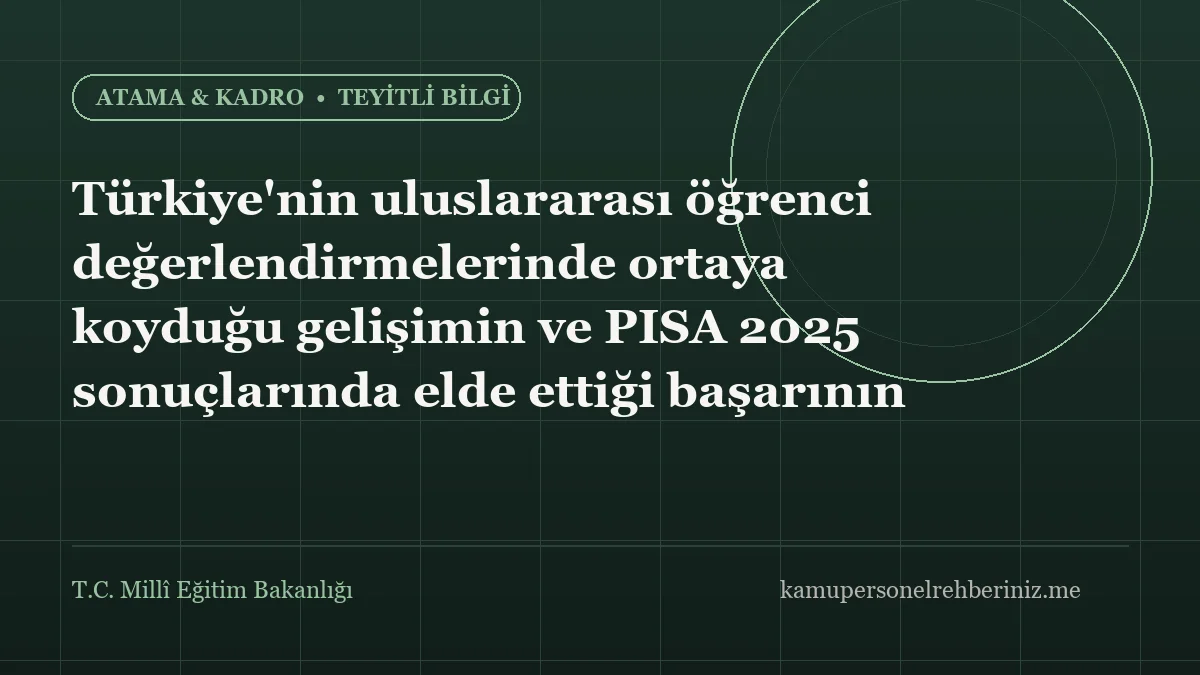 ATAMA & KADRO • TEYİTLİ BİLGİ
Türkiye'nin uluslararası öğrenci
değerlendirmelerinde ortaya
koyduğu gelişimin ve PISA 2025
sonuçlarında elde ettiği başarının
T.C. Millî Eğitim Bakanlığı
kamupersonelrehberiniz.me